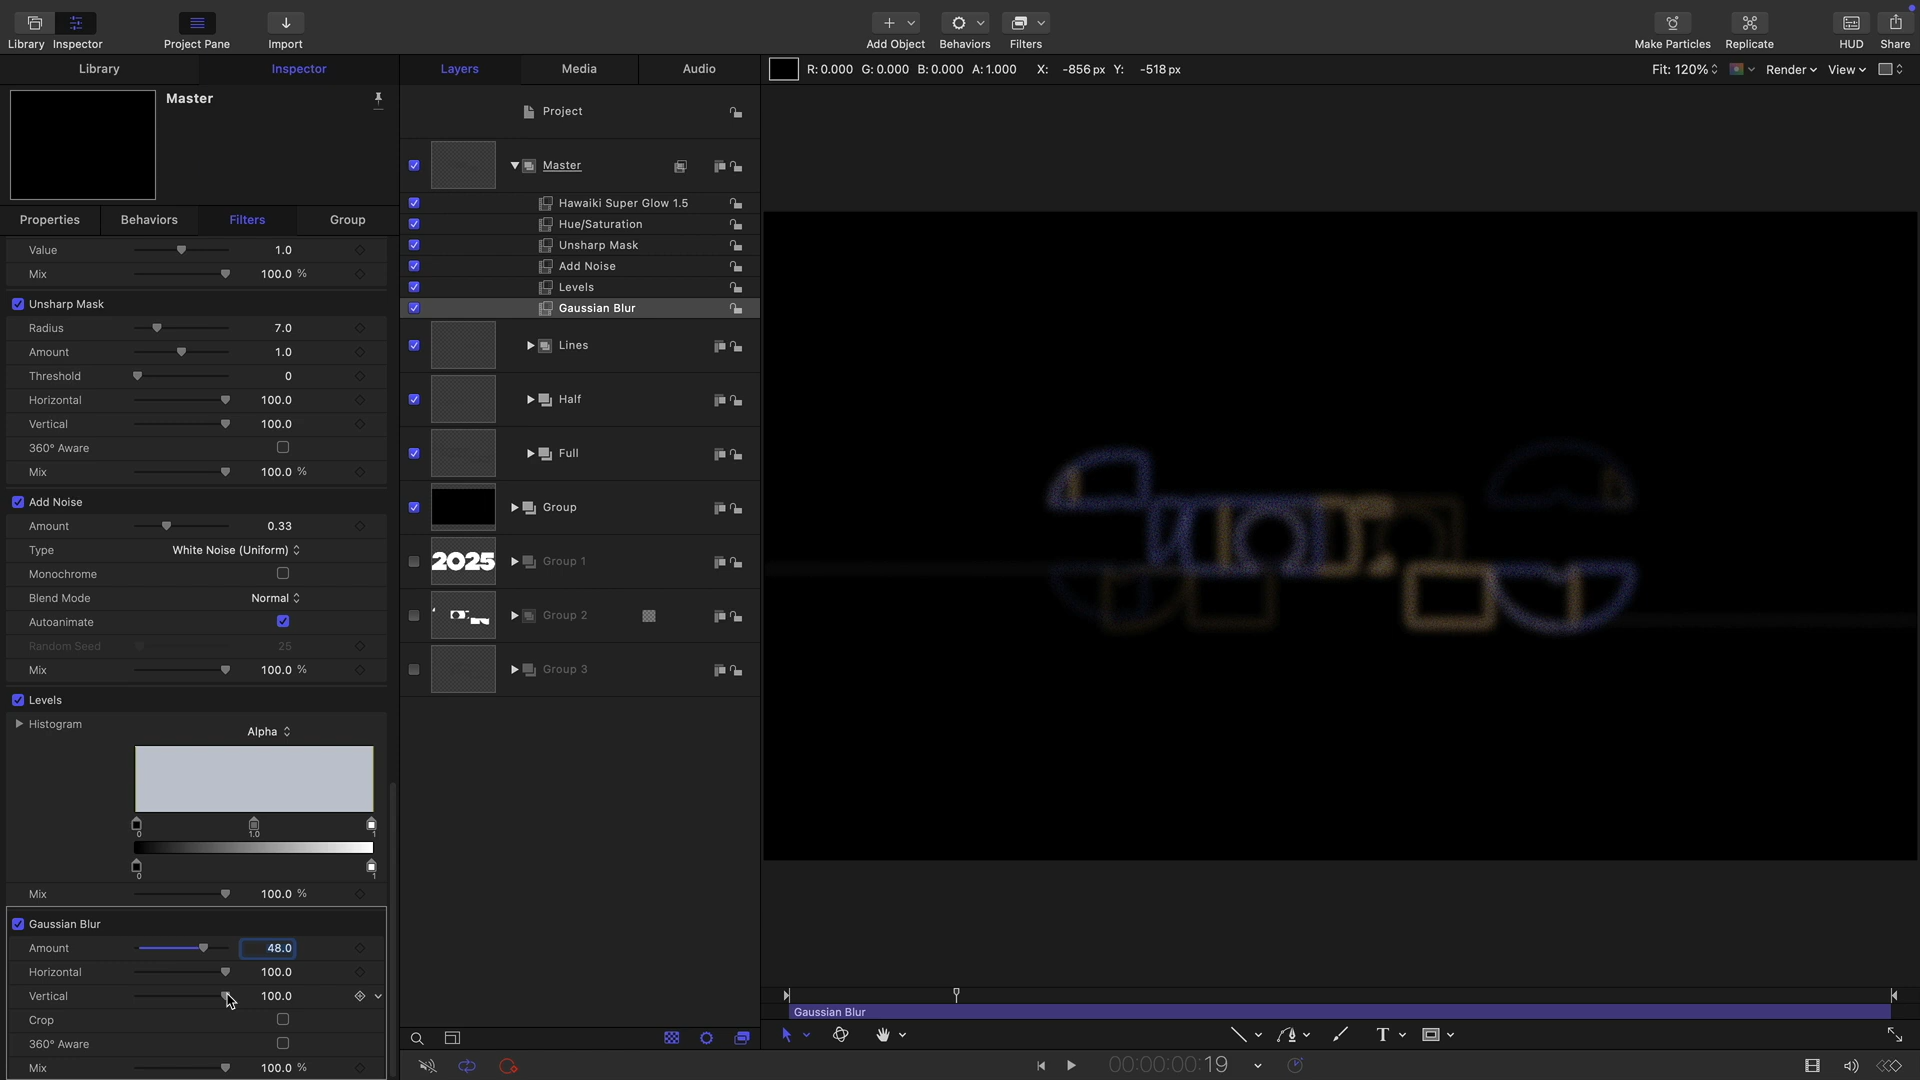 Library Inspector Project Pane Import Add Object Behaviors Filters Make Particles Replicate HUD Share
Library Inspector Layers Media Audio R: 0.000 G: 0.000 B: 0.000 A: 1.000 X: -856 px Y: -518 px Fit: 120% Render View
Master
Properties Behaviors Filters Group
Value 1.0
Mix 100.0 %
Unsharp Mask
Radius 7.0
Amount 1.0
Threshold 0
Horizontal 100.0
Vertical 100.0
360° Aware
Mix 100.0 %
Add Noise
Amount 0.33
Type White Noise (Uniform)
Monochrome
Blend Mode Normal
Autoanimate
Random Seed 25
Mix 100.0 %
Levels
Histogram
Alpha
0 1.0 1
0 1
Mix 100.0 %
Gaussian Blur
Amount 48.0
Horizontal 100.0
Vertical 100.0
Crop
360° Aware
Mix 100.0 %
Project
Master
Hawaiki Super Glow 1.5
Hue/Saturation
Unsharp Mask
Add Noise
Levels
Gaussian Blur
Lines
Half
Full
Group
2025 Group 1
Group 2
Group 3
Gaussian Blur
T
00:00:00:19